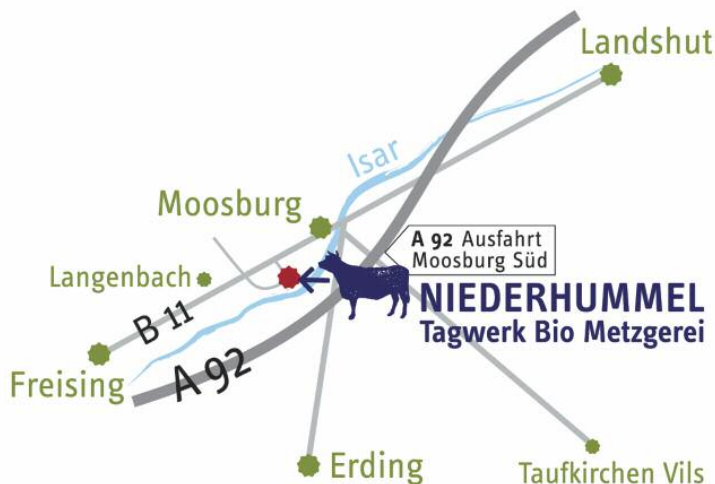 Landshut
Isar
Moosburg
A 92 Ausfahrt
Moosburg Süd
Langenbach
NIEDERHUMMEL
Tagwerk Bio Metzgerei
B 11
A 92
Freising
Erding
Taufkirchen Vils